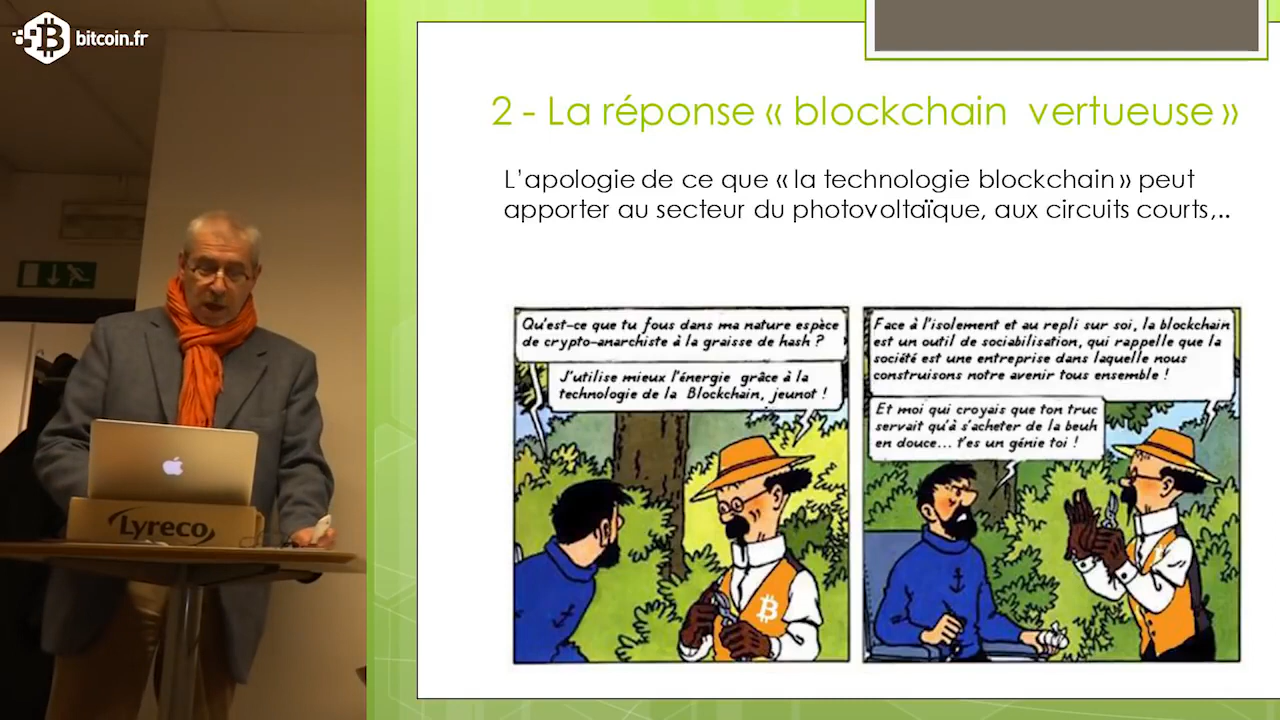 bitcoin.fr
Lyreco
2 - La réponse « blockchain vertueuse »
L'apologie de ce que « la technologie blockchain » peut
apporter au secteur du photovoltaïque, aux circuits courts,..
Qu'est-ce que tu fous dans ma nature espèce
de crypto-anarchiste à la graisse de hash ?
J'utilise mieux l'énergie grâce à la
technologie de la Blockchain, jeunot !
Face à l'isolement et au repli sur soi, la blockchain
est un outil de sociabilisation, qui rappelle que la
société est une entreprise dans laquelle nous
construisons notre avenir tous ensemble !
Et moi qui croyais que ton truc
servait qu'à s'acheter de la beuh
en douce... t'es un génie toi !